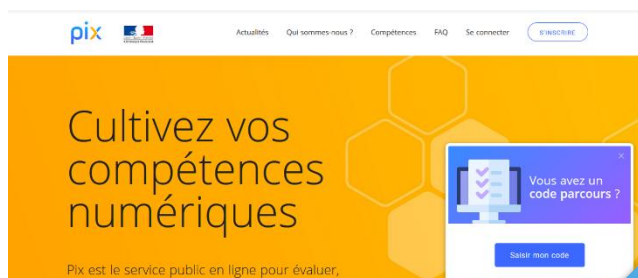 pix
Actualités Qui sommes-nous ? Compétences FAQ Se connecter S'INSCRIRE
Cultivez vos
compétences
numériques
Vous avez un
code parcours ?
Saisir mon code
Pix est le service public en ligne pour évaluer,